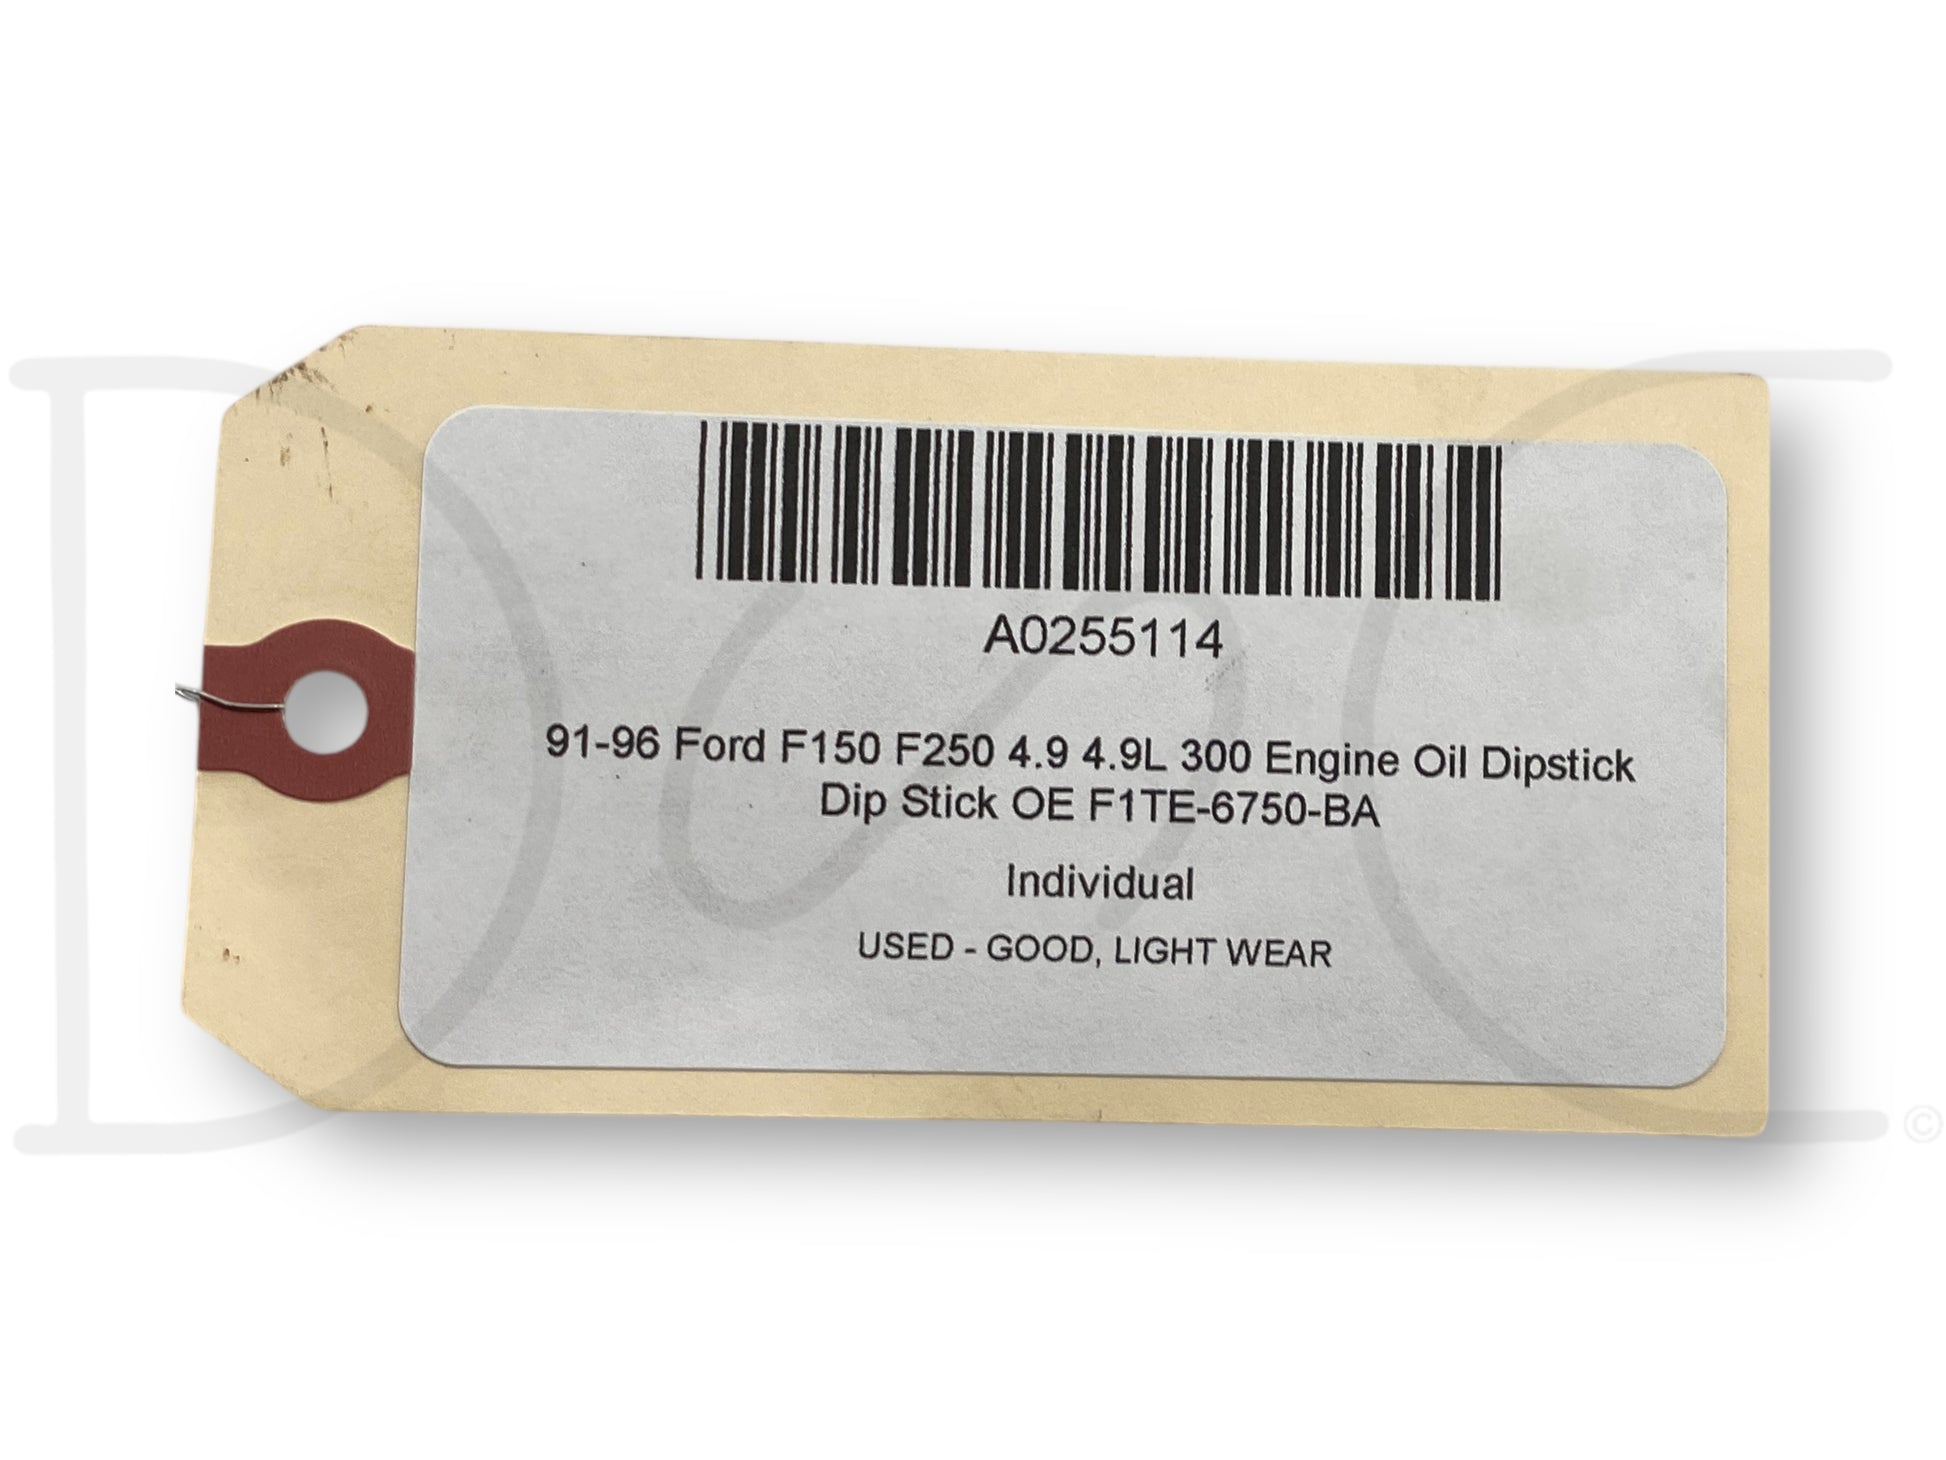 A0255114
91-96 Ford F150 F250 4.9 4.9L 300 Engine Oil Dipstick
Dip Stick OE F1TE-6750-BA
Individual
USED - GOOD, LIGHT WEAR
©